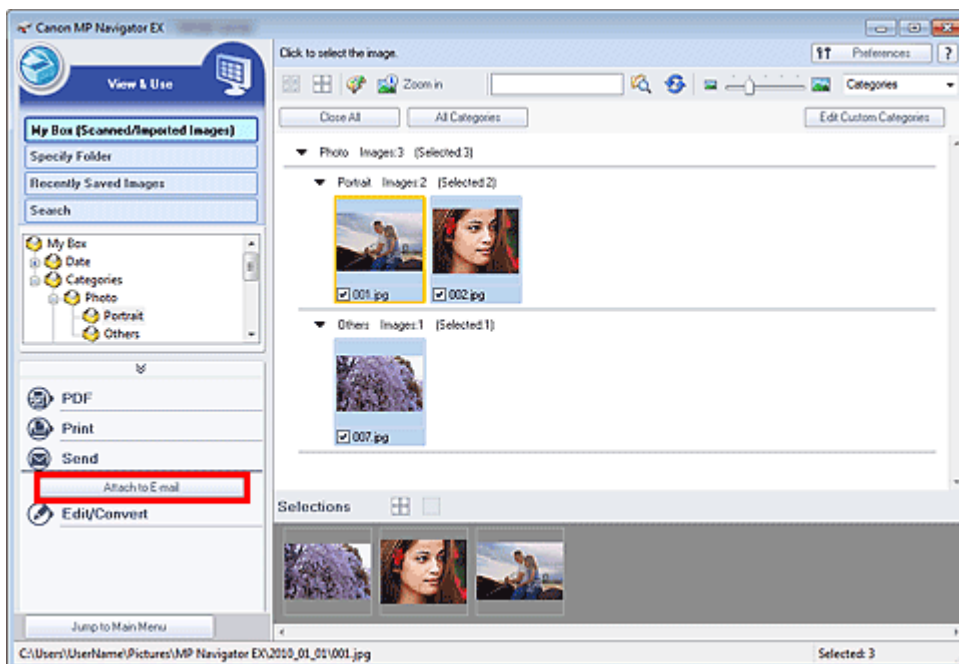 Canon MP Navigator EX
View & Use
Click to select the image.
Preferences
?
Zoom in
Categories
My Box (Scanned/Imported Images)
Specify Folder
Recently Saved Images
Search
My Box
Date
Categories
Photo
Portrait
Others
PDF
Print
Send
Attach to E-mail
Edit/Convert
Jump to Main Menu
Close All
All Categories
Edit Custom Categories
Photo Images:3 (Selected:3)
Portrait Images:2 (Selected:2)
001.jpg
002.jpg
Others Images:1 (Selected:1)
007.jpg
Selections
C:\Users\UserName\Pictures\MP Navigator EX\2010_01_01\001.jpg
Selected: 3